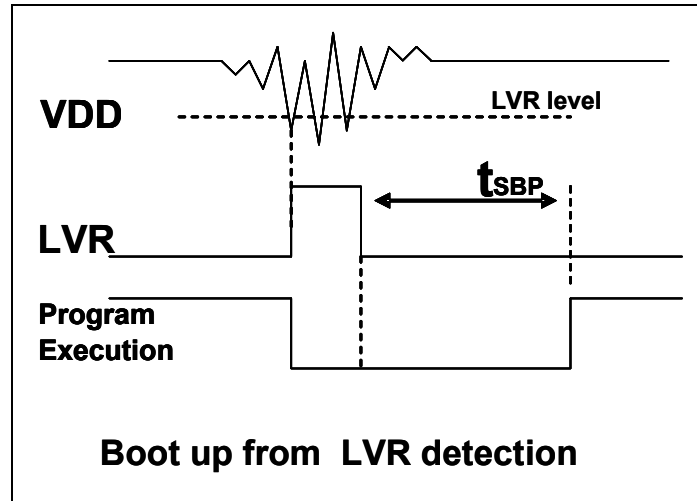 LVR level
VDD
tSBP
LVR
Program
Execution
Boot up from LVR detection